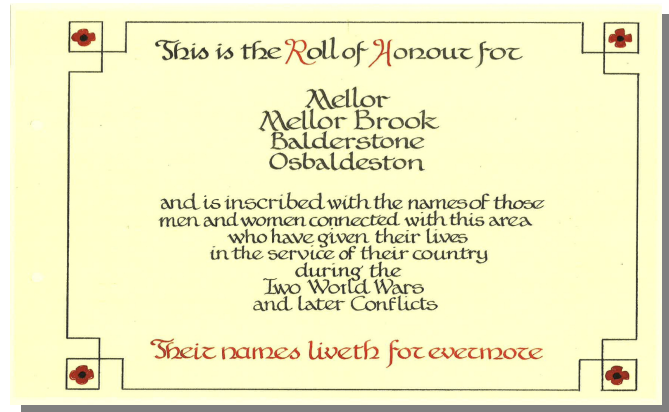 This is the Roll of Honour for
Mellor
Mellor Brook
Balderstone
Osbaldeston
and is inscribed with the names of those
men and women connected with this area
who have given their lives
in the service of their country
during the
Two World Wars
and later Conflicts
Their names liveth for evermore